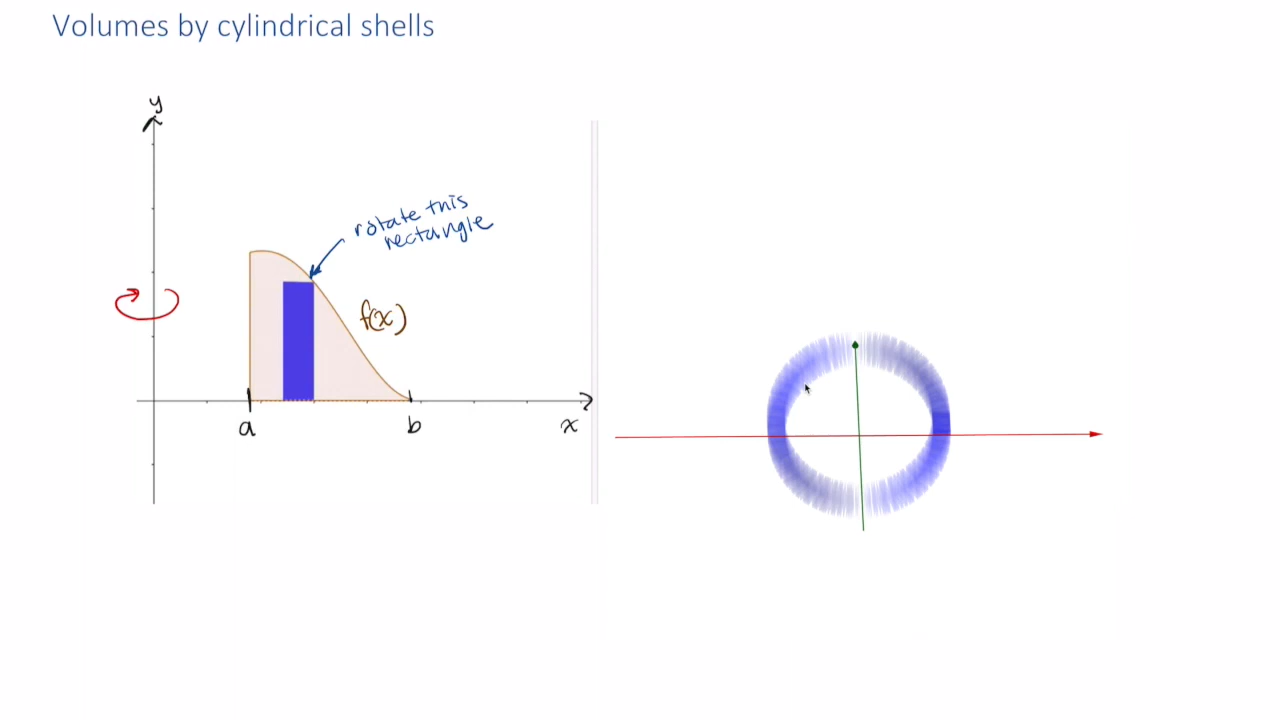 Volumes by cylindrical shells
y
rotate this
rectangle
f(x)
a
b
x